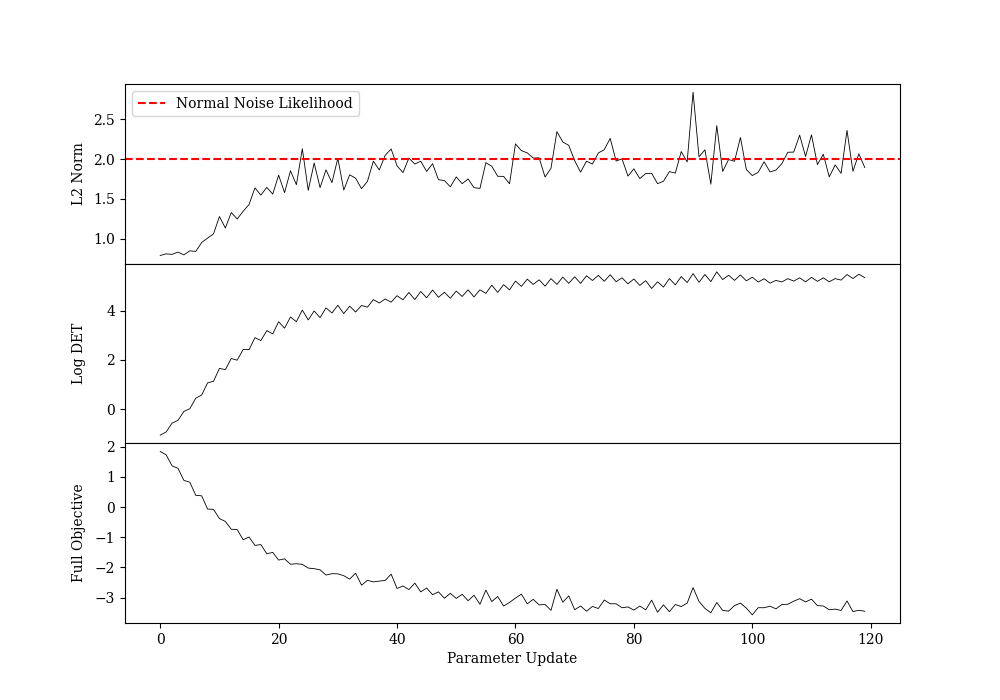 Normal Noise Likelihood
2.5
2.0
1.5
1.0
L2 Norm
4
2
0
Log DET
2
1
0
−1
−2
−3
Full Objective
0 20 40 60 80 100 120
Parameter Update